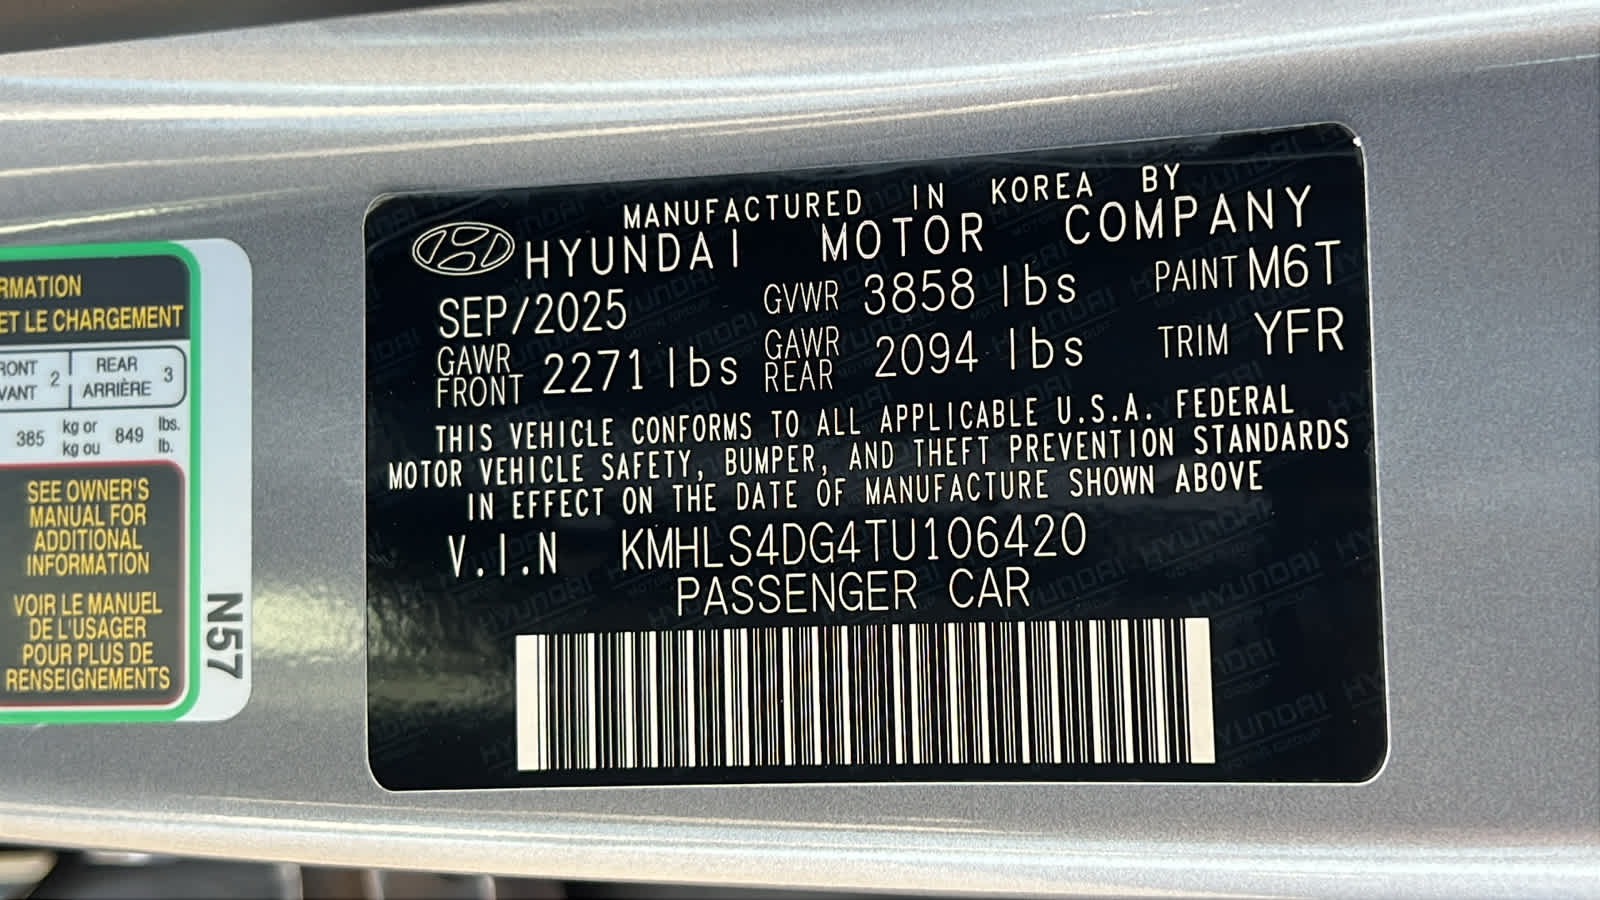 RMATION
ET LE CHARGEMENT
RONT 2 REAR 3
VANT ARRIÈRE
385 kg or 849 lbs.
kg ou lb.
SEE OWNER'S
MANUAL FOR
ADDITIONAL
INFORMATION
VOIR LE MANUEL
DE L'USAGER
POUR PLUS DE
RENSEIGNEMENTS
N57
MANUFACTURED IN KOREA BY
HYUNDAI MOTOR COMPANY
SEP/2025 GVWR 3858 lbs PAINT M6T
GAWR FRONT 2271 lbs GAWR REAR 2094 lbs TRIM YFR
THIS VEHICLE CONFORMS TO ALL APPLICABLE U.S.A. FEDERAL
MOTOR VEHICLE SAFETY, BUMPER, AND THEFT PREVENTION STANDARDS
IN EFFECT ON THE DATE OF MANUFACTURE SHOWN ABOVE
V.I.N KMHLS4DG4TU106420
PASSENGER CAR